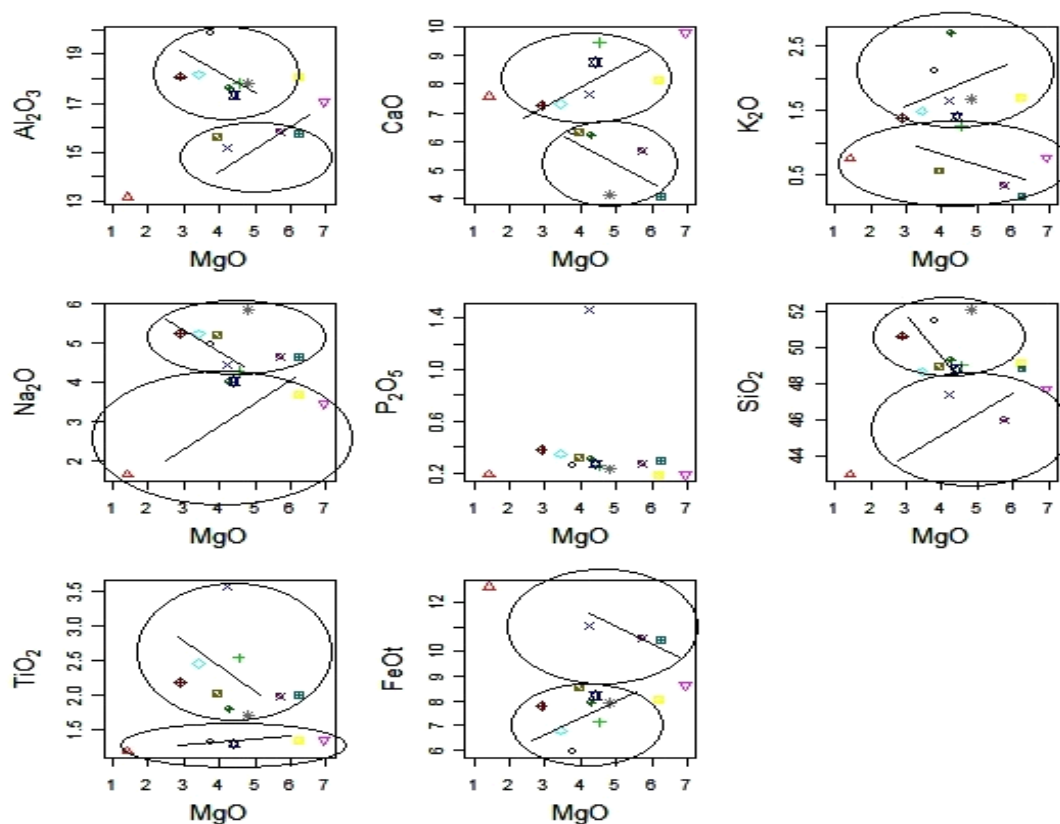 Al₂O₃
13 15 17 19
1 2 3 4 5 6 7
MgO
CaO
4 5 6 7 8 9 10
1 2 3 4 5 6 7
MgO
K₂O
0.5 1.5 2.5
1 2 3 4 5 6 7
MgO
Na₂O
2 3 4 5 6
1 2 3 4 5 6 7
MgO
P₂O₅
0.2 0.6 1.0 1.4
1 2 3 4 5 6 7
MgO
SiO₂
44 46 48 50 52
1 2 3 4 5 6 7
MgO
TiO₂
1.5 2.0 2.5 3.0 3.5
1 2 3 4 5 6 7
MgO
FeOt
6 7 8 9 10 12
1 2 3 4 5 6 7
MgO